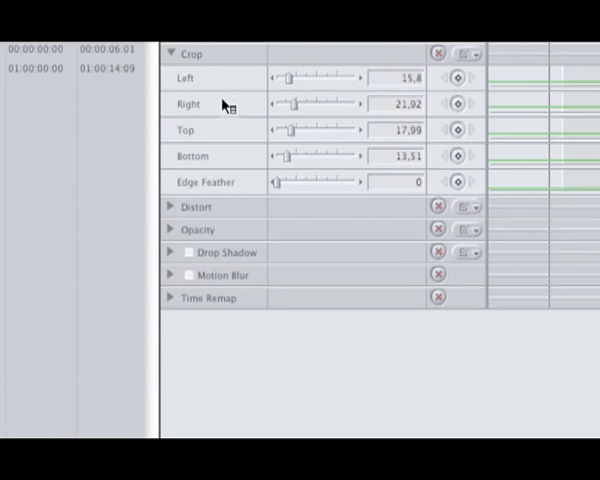 00:00:00:00 00:00:06:01
Crop
01:00:00:00 01:00:14:09
Left 15,8
Right 21,92
Top 17,99
Bottom 13,51
Edge Feather 0
Distort
Opacity
Drop Shadow
Motion Blur
Time Remap